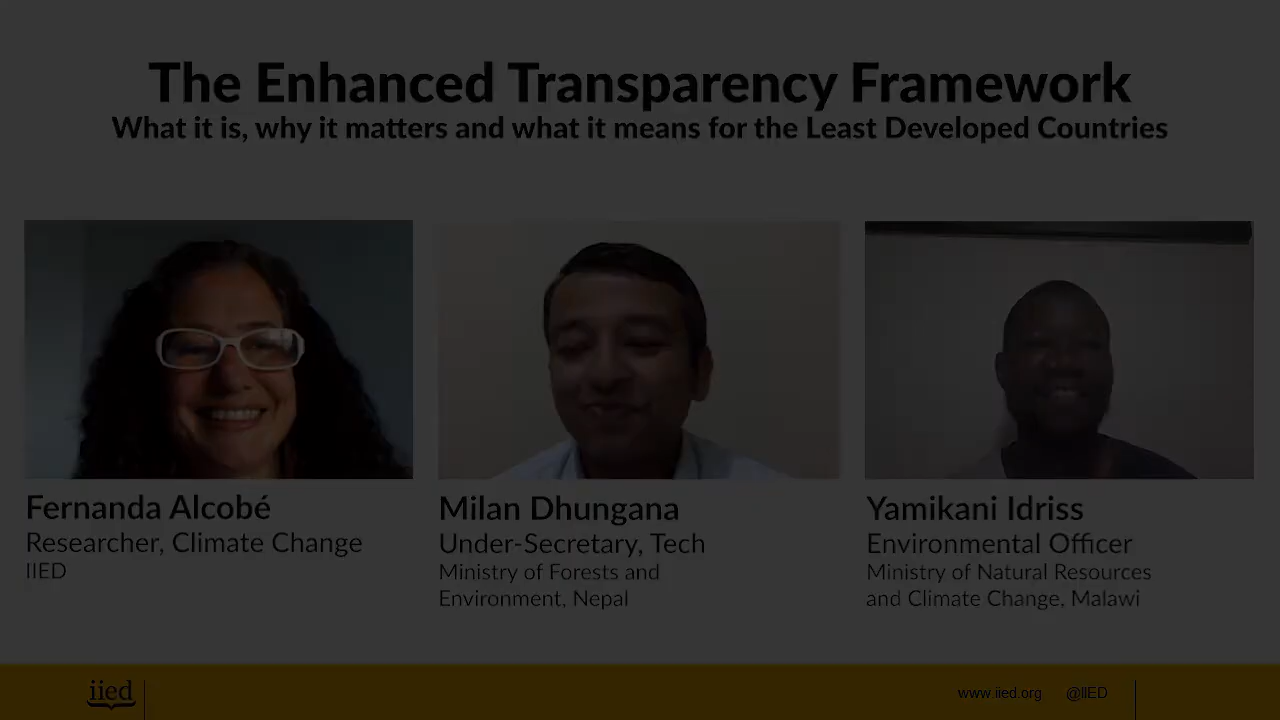 The Enhanced Transparency Framework
What it is, why it matters and what it means for the Least Developed Countries
Fernanda Alcobé
Researcher, Climate Change
IIED
Milan Dhungana
Under-Secretary, Tech
Ministry of Forests and
Environment, Nepal
Yamikani Idriss
Environmental Officer
Ministry of Natural Resources
and Climate Change, Malawi
iied
www.iied.org @IIED